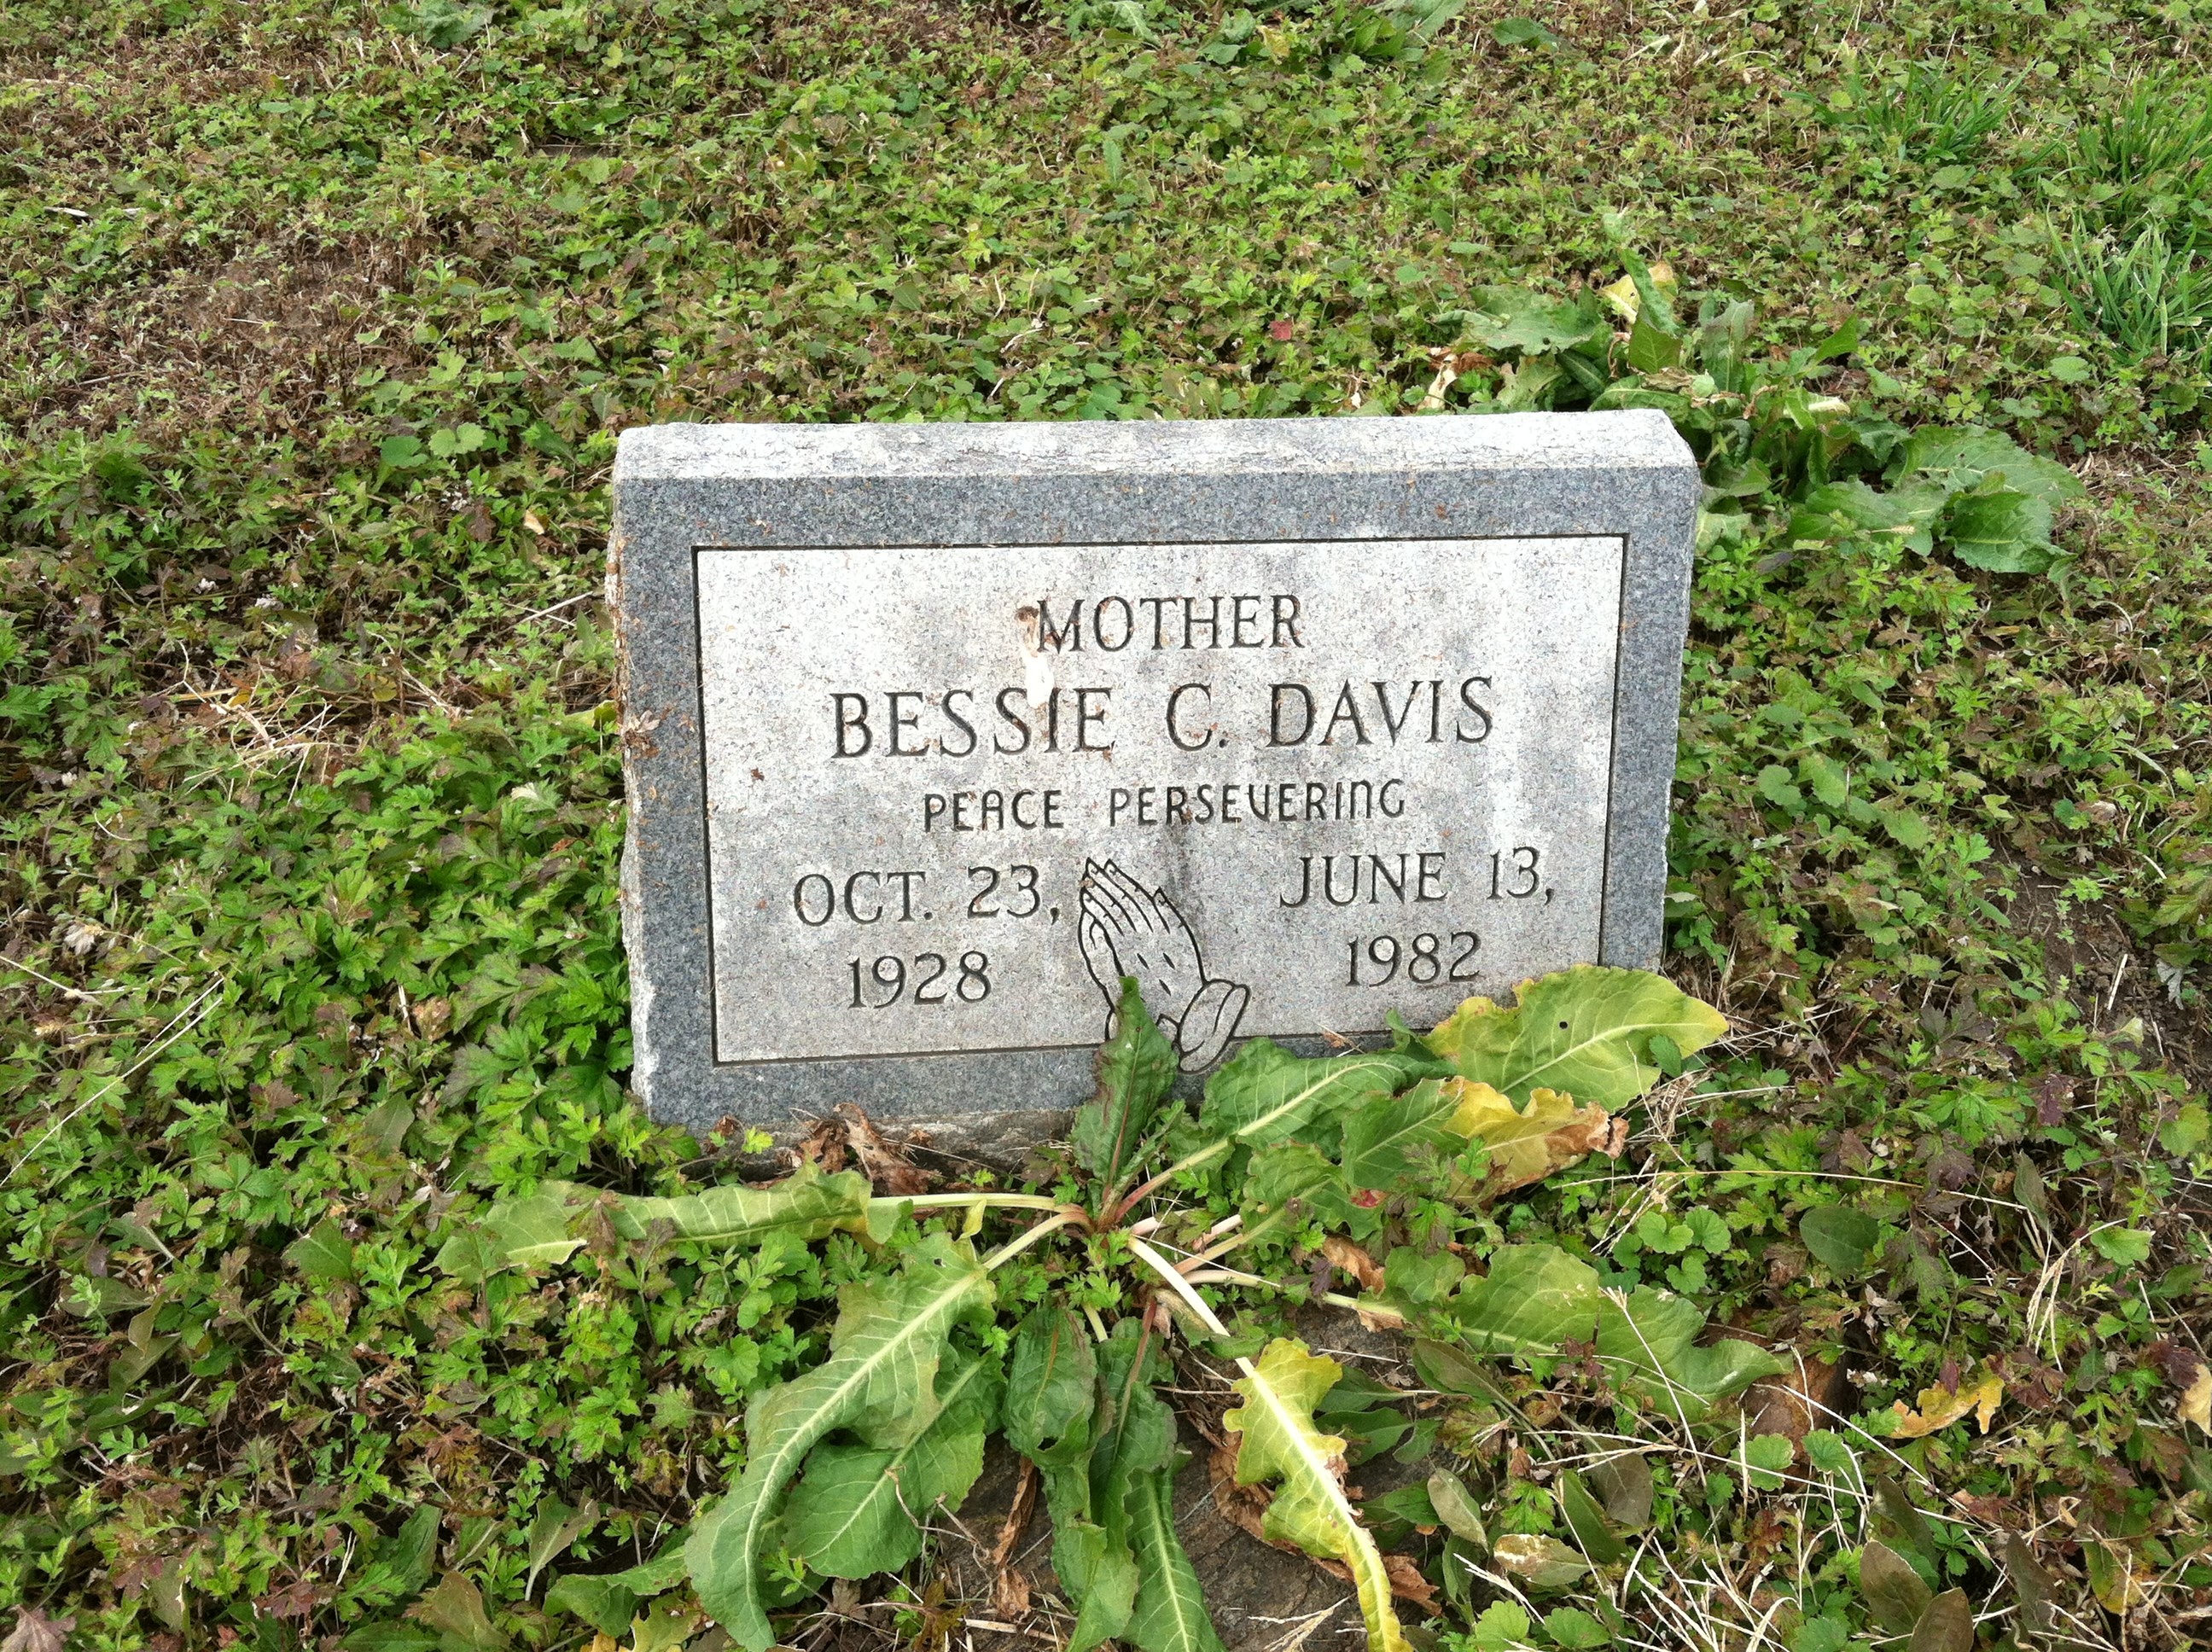 MOTHER
BESSIE C. DAVIS
PEACE PERSEVERING
OCT. 23, 1928
JUNE 13, 1982